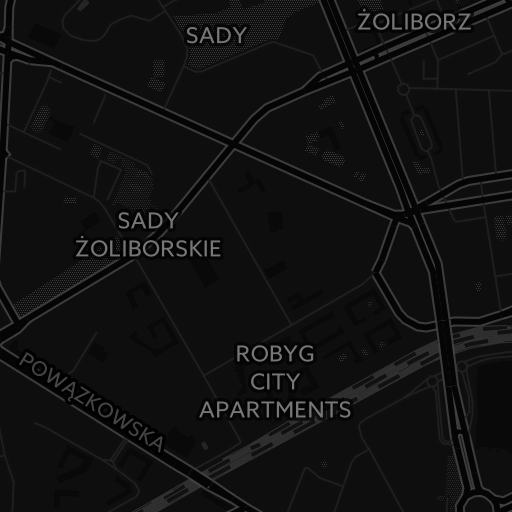 SADY
ŻOLIBORZ
SADY
ŻOLIBORSKIE
ROBYG
CITY
APARTMENTS
POWĄZKOWSKA